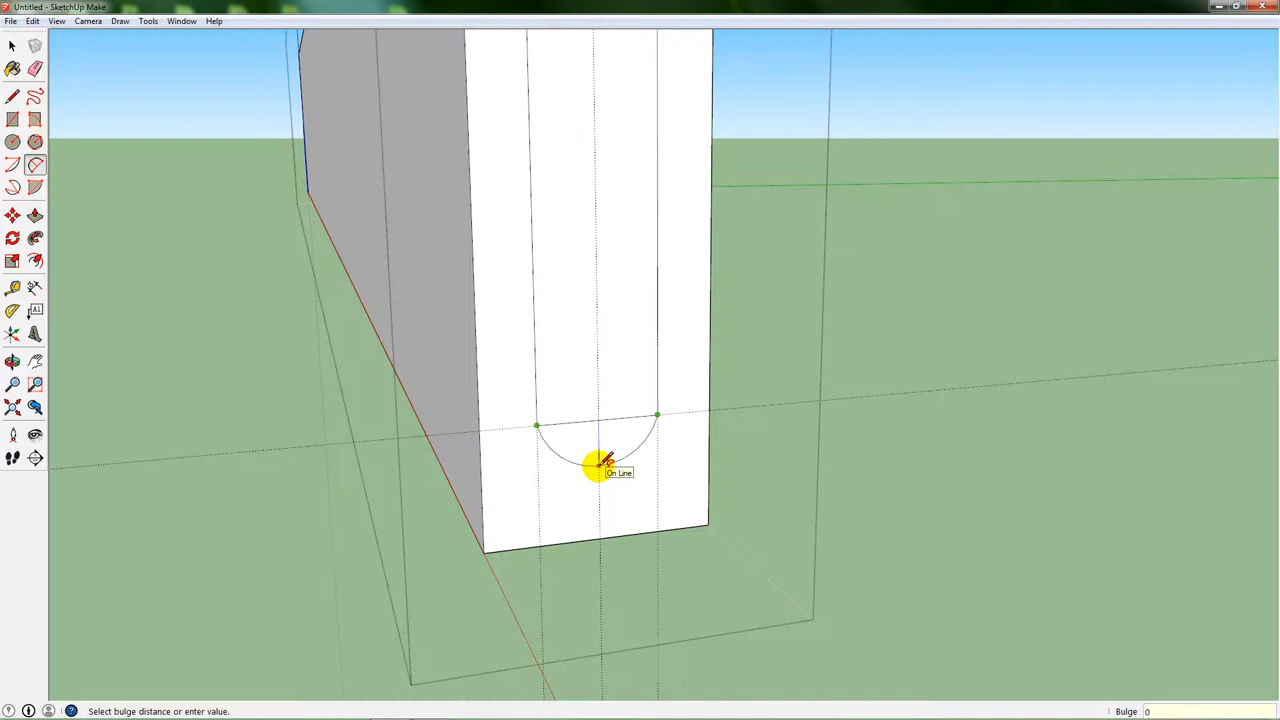 Untitled - SketchUp Make
File Edit View Camera Draw Tools Window Help
A1
On Line
Select bulge distance or enter value.
Bulge 0